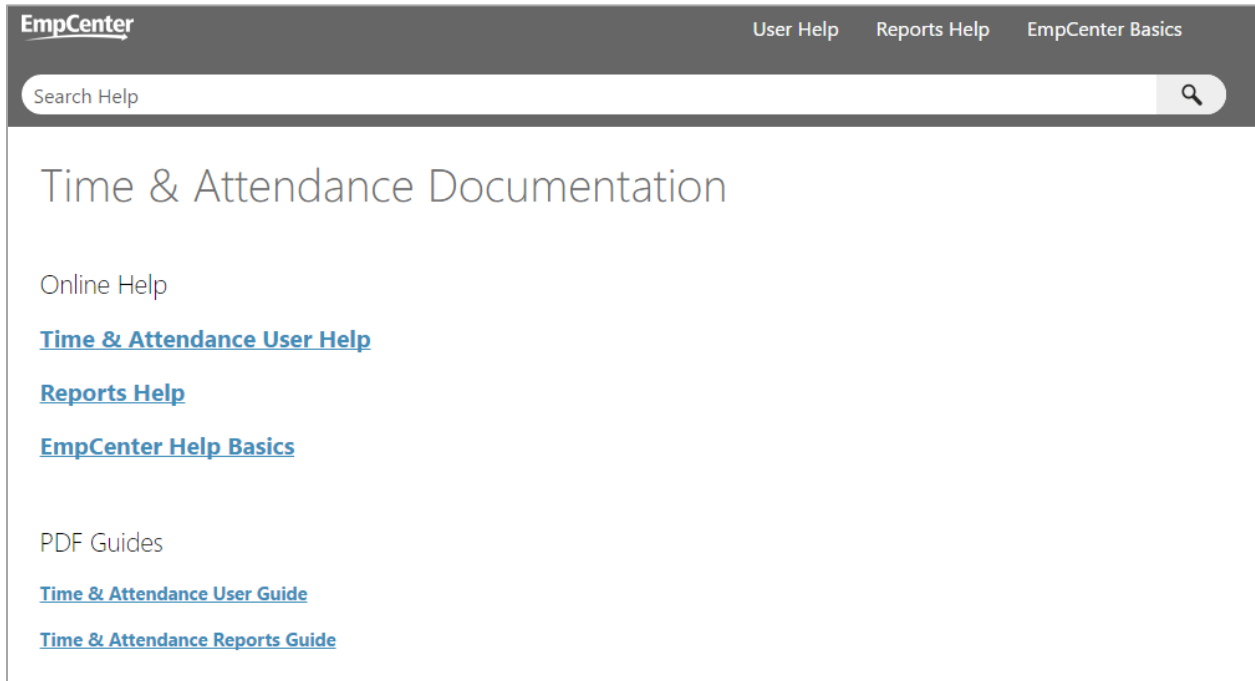 EmpCenter
User Help Reports Help EmpCenter Basics
Search Help
Time & Attendance Documentation
Online Help
Time & Attendance User Help
Reports Help
EmpCenter Help Basics
PDF Guides
Time & Attendance User Guide
Time & Attendance Reports Guide